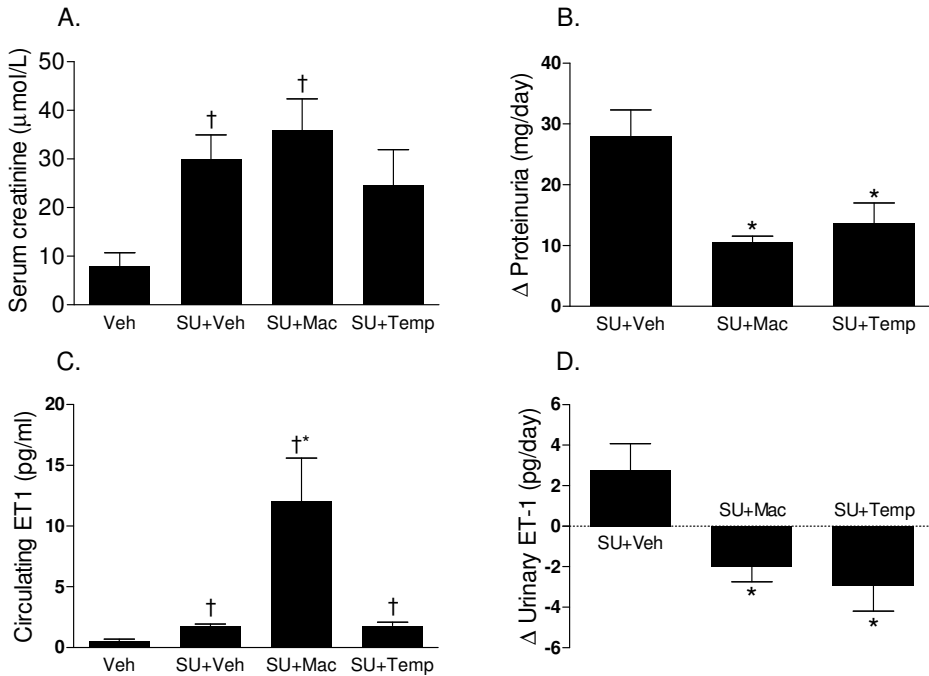 A.
Serum creatinine (μmol/L)
50
40
30
20
10
0
†
†
Veh
SU+Veh
SU+Mac
SU+Temp
B.
Δ Proteinuria (mg/day)
40
30
20
10
0
*
*
SU+Veh
SU+Mac
SU+Temp
C.
Circulating ET1 (pg/ml)
20
15
10
5
0
†
†*
†
Veh
SU+Veh
SU+Mac
SU+Temp
D.
Δ Urinary ET-1 (pg/day)
6
4
2
0
-2
-4
-6
SU+Veh
SU+Mac
SU+Temp
*
*